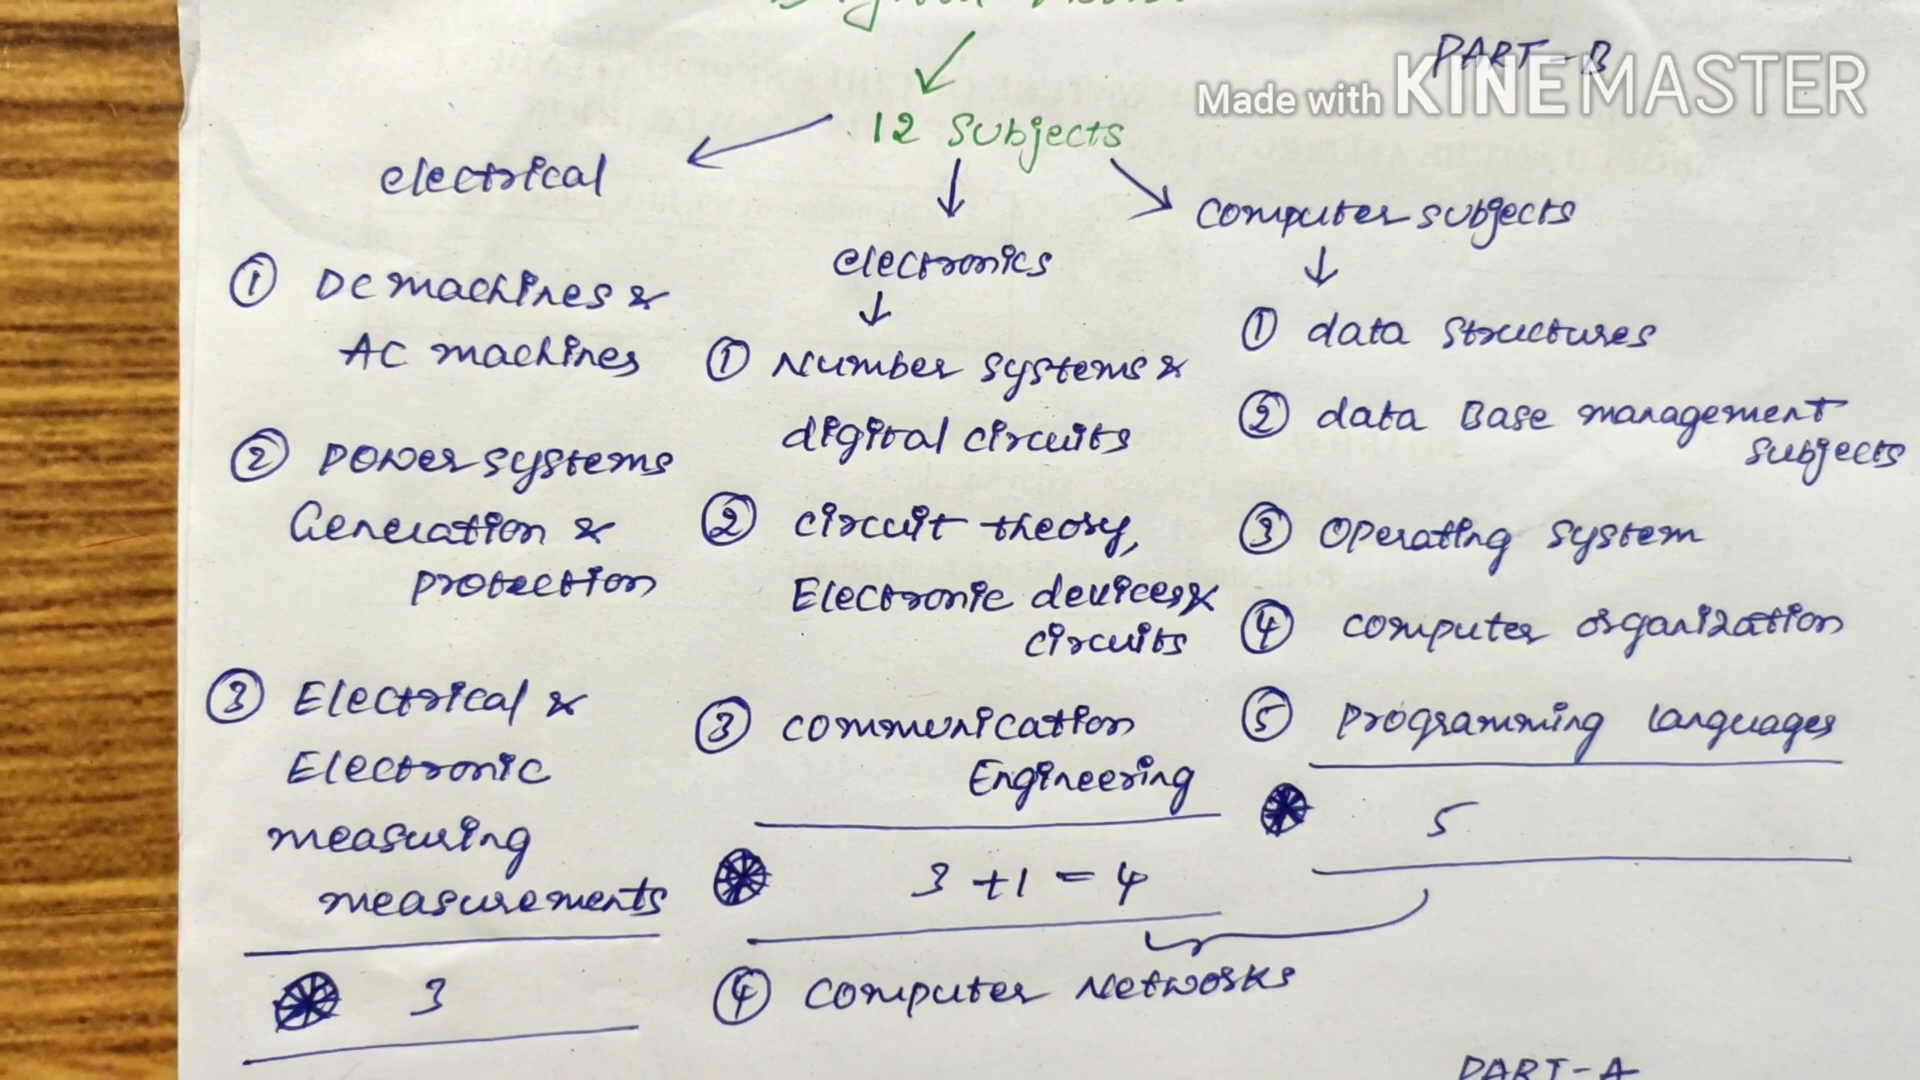 PART-B
Made with KINEMASTER
12 Subjects
electrical
① DC machines &
AC machines
② Power systems
Generation &
protection
③ Electrical &
Electronic
measuring
measurements
3
electronics
① Number systems &
digital circuits
② circuit theory,
Electronic devices &
circuits
③ communication
Engineering
3 + 1 = 4
④ computer Networks
computer subjects
① data structures
② data Base management
subjects
③ Operating system
④ computer organization
⑤ programming languages
5
PART-A